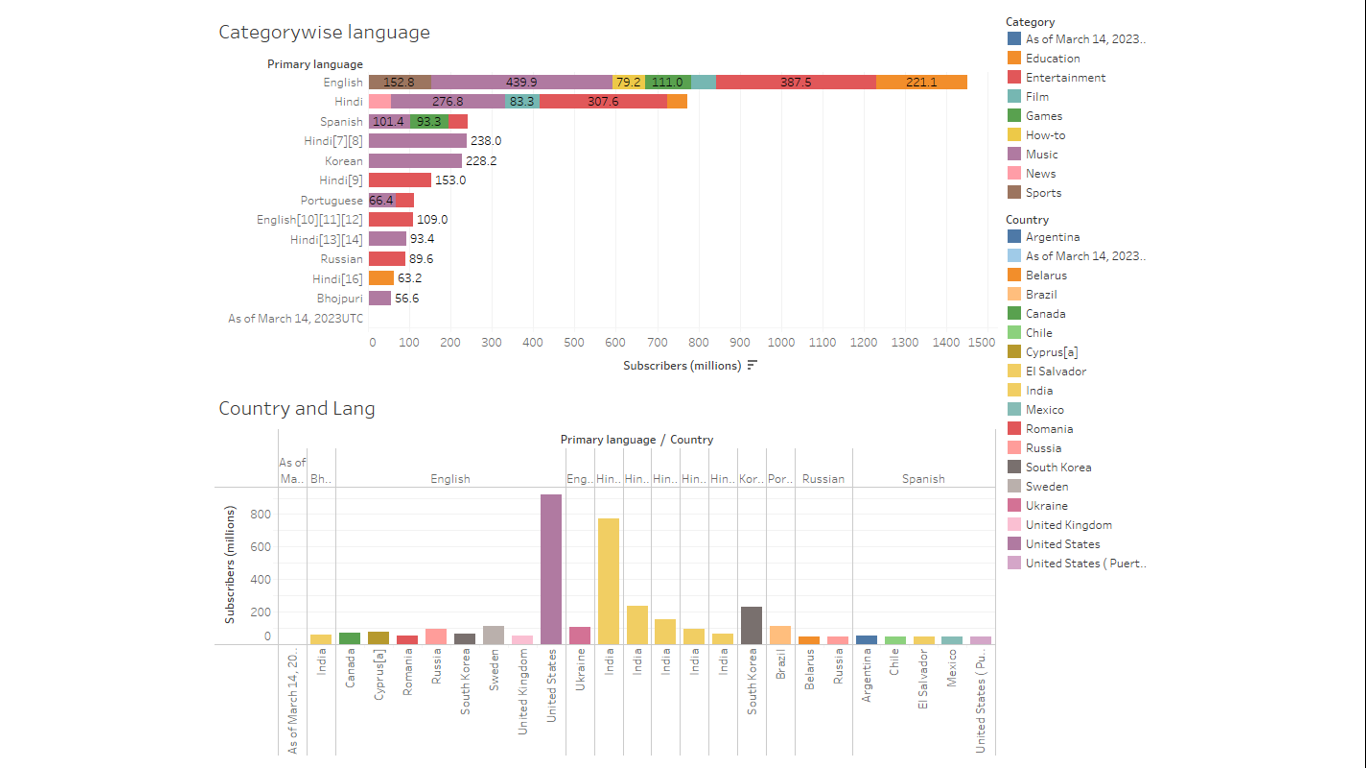 Categorywise language
Primary language
English 152.8 439.9 79.2 111.0 387.5 221.1
Hindi 276.8 83.3 307.6
Spanish 101.4 93.3
Hindi[7][8] 238.0
Korean 228.2
Hindi[9] 153.0
Portuguese 66.4
English[10][11][12] 109.0
Hindi[13][14] 93.4
Russian 89.6
Hindi[16] 63.2
Bhojpuri 56.6
As of March 14, 2023UTC
0 100 200 300 400 500 600 700 800 900 1000 1100 1200 1300 1400 1500
Subscribers (millions)
Country and Lang
Primary language / Country
As of
Ma.. Bh.. English Eng.. Hin.. Hin.. Hin.. Hin.. Hin.. Kor.. Por.. Russian Spanish
Subscribers (millions)
800
600
400
200
0
As of March 14, 20..
India
Canada
Cyprus[a]
Romania
Russia
South Korea
Sweden
United Kingdom
United States
Ukraine
India
India
India
India
India
South Korea
Brazil
Belarus
Russia
Argentina
Chile
El Salvador
Mexico
United States ( Pu..
Category
As of March 14, 2023..
Education
Entertainment
Film
Games
How-to
Music
News
Sports
Country
Argentina
As of March 14, 2023..
Belarus
Brazil
Canada
Chile
Cyprus[a]
El Salvador
India
Mexico
Romania
Russia
South Korea
Sweden
Ukraine
United Kingdom
United States
United States ( Puert..